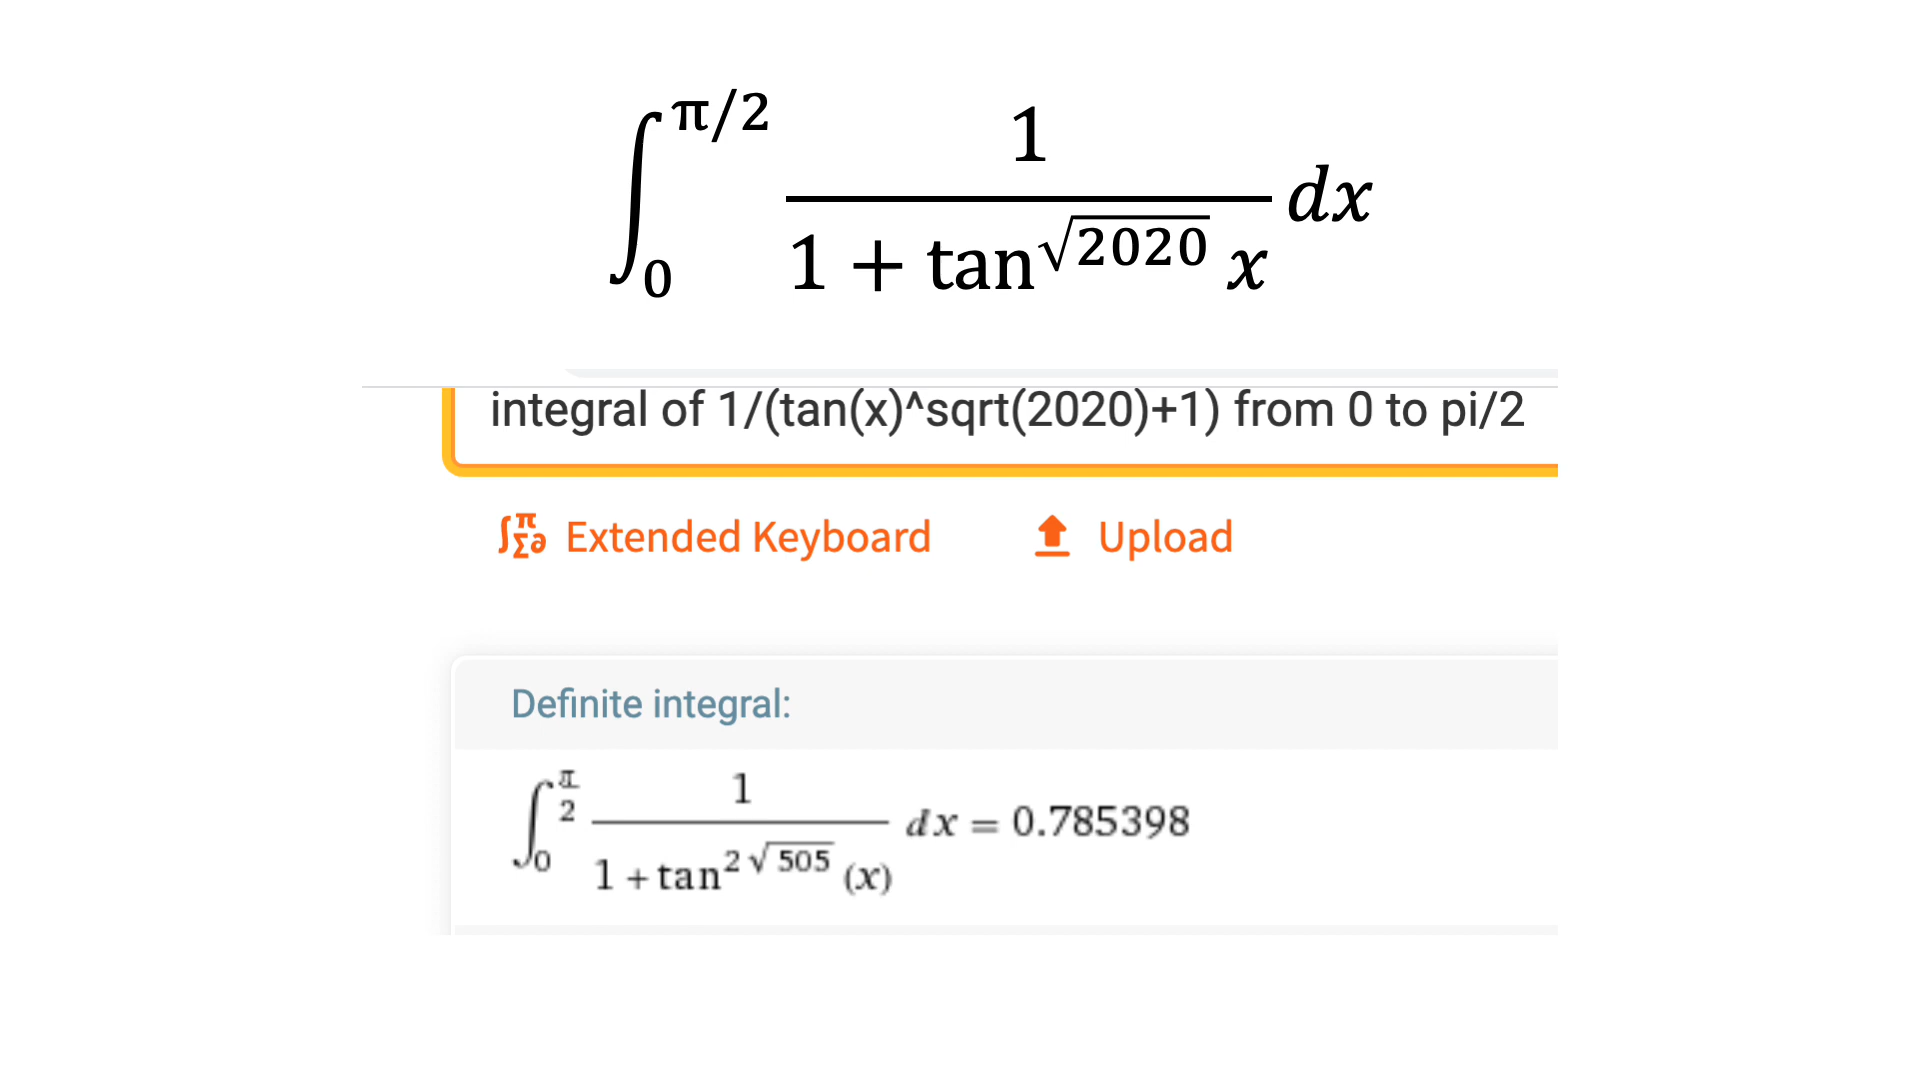 ∫₀^π/2 1/(1 + tan^√2020 x) dx
integral of 1/(tan(x)^sqrt(2020)+1) from 0 to pi/2
Extended Keyboard Upload
Definite integral:
∫₀^π/2 1/(1 + tan^2√505 (x)) dx = 0.785398